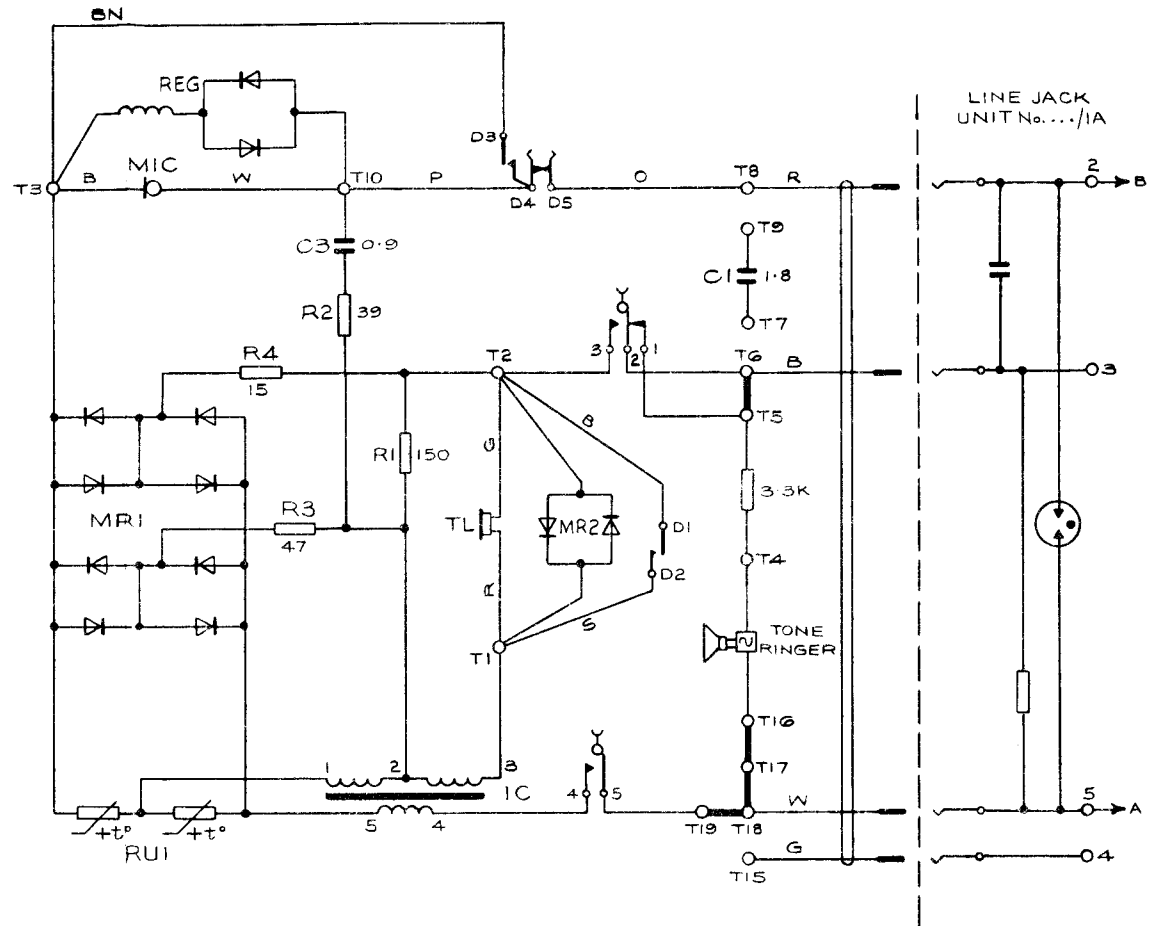 BN
REG
LINE JACK
UNIT No..../1A
D3
MIC
T3
B
W
T10
P
D4
D5
O
T8
R
2
B
T9
C3
0·9
C1
1·8
R2
39
T7
R4
15
T2
3
2
1
T6
B
3
T5
B
G
R1
150
3·3K
MR1
R3
47
TL
MR2
D1
D2
T4
R
S
TONE
RINGER
T1
T16
1
2
3
T17
1C
4
5
W
5
A
5
4
T19
T18
+t°
+t°
RU1
G
4
T15